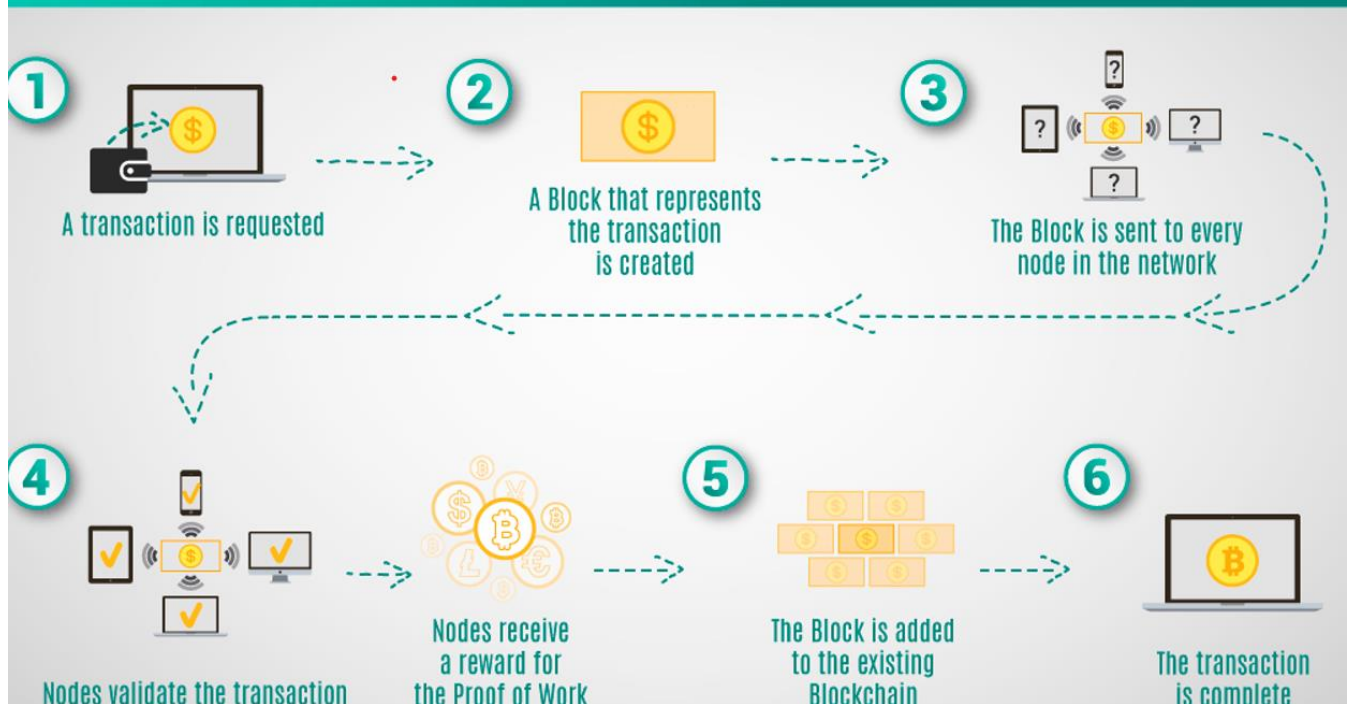 1
A transaction is requested
2
A Block that represents
the transaction
is created
3
?
?
?
?
The Block is sent to every
node in the network
4
Nodes validate the transaction
Nodes receive
a reward for
the Proof of Work
5
The Block is added
to the existing
Blockchain
6
The transaction
is complete